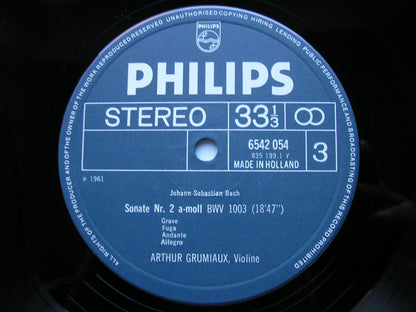 ALL RIGHTS OF THE PRODUCER AND OF THE OWNER OF THE WORK REPRODUCED RESERVED UNAUTHORISED COPYING HIRING LENDING PUBLIC PERFORMANCE AND BROADCASTING OF THIS RECORD PROHIBITED
PHILIPS
PHILIPS
STEREO 33 1/3
6542 054
835 199.1 Y
MADE IN HOLLAND
3
℗ 1961
Johann Sebastian Bach
Sonate Nr. 2 a-moll BWV 1003 (18'47")
Grave
Fuga
Andante
Allegro
ARTHUR GRUMIAUX, Violine